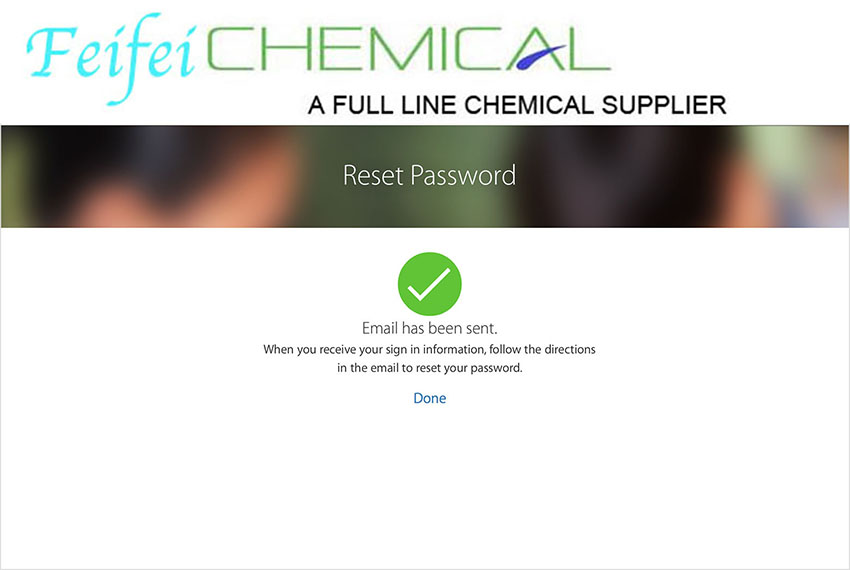 Feifei CHEMICAL
A FULL LINE CHEMICAL SUPPLIER
Reset Password
Email has been sent.
When you receive your sign in information, follow the directions
in the email to reset your password.
Done